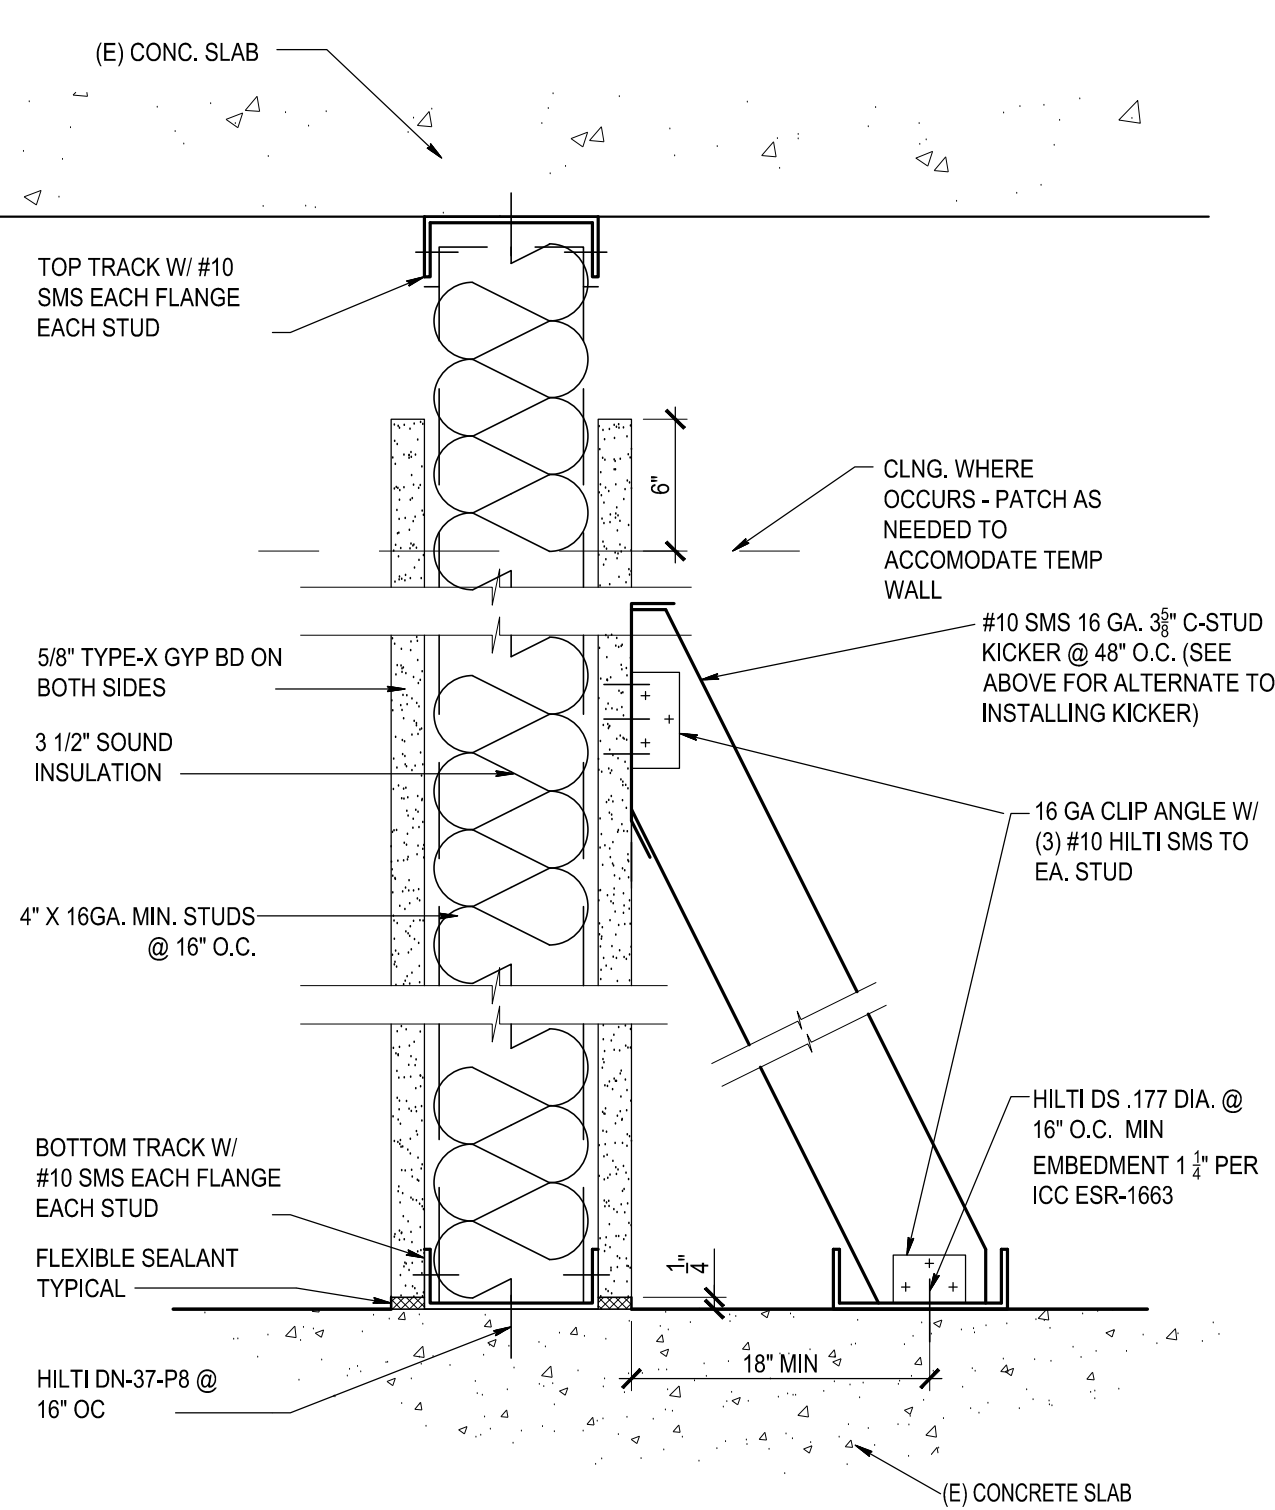 (E) CONC. SLAB
TOP TRACK W/ #10
SMS EACH FLANGE
EACH STUD
6"
CLNG. WHERE
OCCURS - PATCH AS
NEEDED TO
ACCOMODATE TEMP
WALL
#10 SMS 16 GA. 3 5/8" C-STUD
KICKER @ 48" O.C. (SEE
ABOVE FOR ALTERNATE TO
INSTALLING KICKER)
5/8" TYPE-X GYP BD ON
BOTH SIDES
3 1/2" SOUND
INSULATION
16 GA CLIP ANGLE W/
(3) #10 HILTI SMS TO
EA. STUD
4" X 16GA. MIN. STUDS
@ 16" O.C.
HILTI DS .177 DIA. @
16" O.C. MIN
EMBEDMENT 1 1/4" PER
ICC ESR-1663
BOTTOM TRACK W/
#10 SMS EACH FLANGE
EACH STUD
FLEXIBLE SEALANT
TYPICAL
1/4"
18" MIN
HILTI DN-37-P8 @
16" OC
(E) CONCRETE SLAB